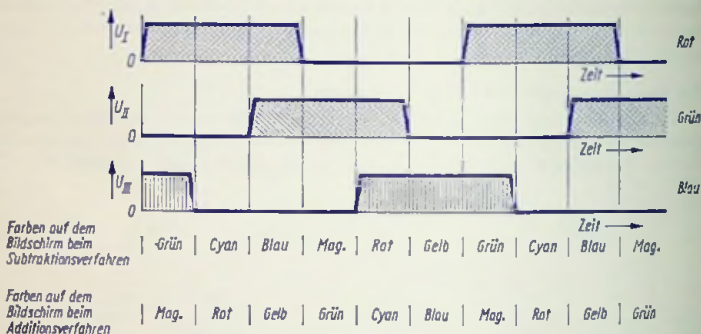 U_I
0
Rot
Zeit
U_II
0
Grün
Zeit
U_III
0
Blau
Zeit
Farben auf dem
Bildschirm beim
Subtraktionsverfahren
Grün | Cyan | Blau | Mag. | Rot | Gelb | Grün | Cyan | Blau | Mag.
Farben auf dem
Bildschirm beim
Additionsverfahren
Mag. | Rot | Gelb | Grün | Cyan | Blau | Mag. | Rot | Gelb | Grün